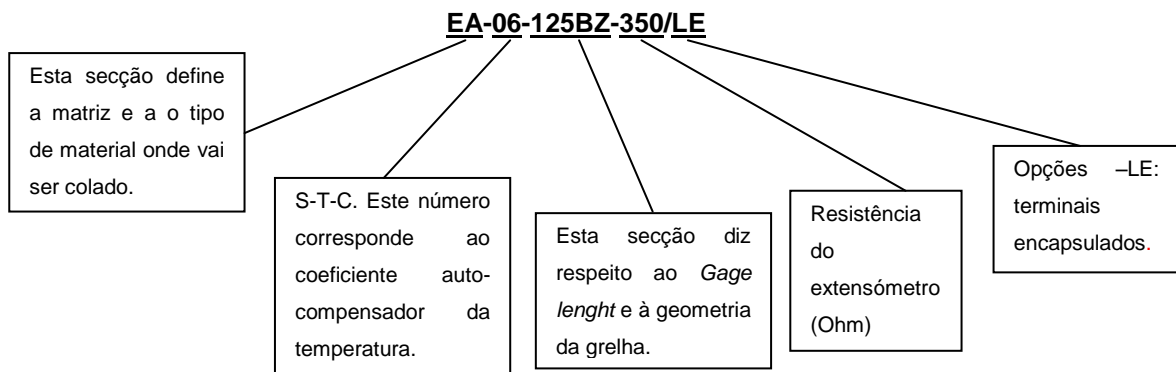 EA-06-125BZ-350/LE
Esta secção define
a matriz e a o tipo
de material onde vai
ser colado.
S-T-C. Este número
corresponde ao
coeficiente auto-
compensador da
temperatura.
Esta secção diz
respeito ao Gage
lenght e à geometria
da grelha.
Resistência
do
extensómetro
(Ohm)
Opções –LE:
terminais
encapsulados.